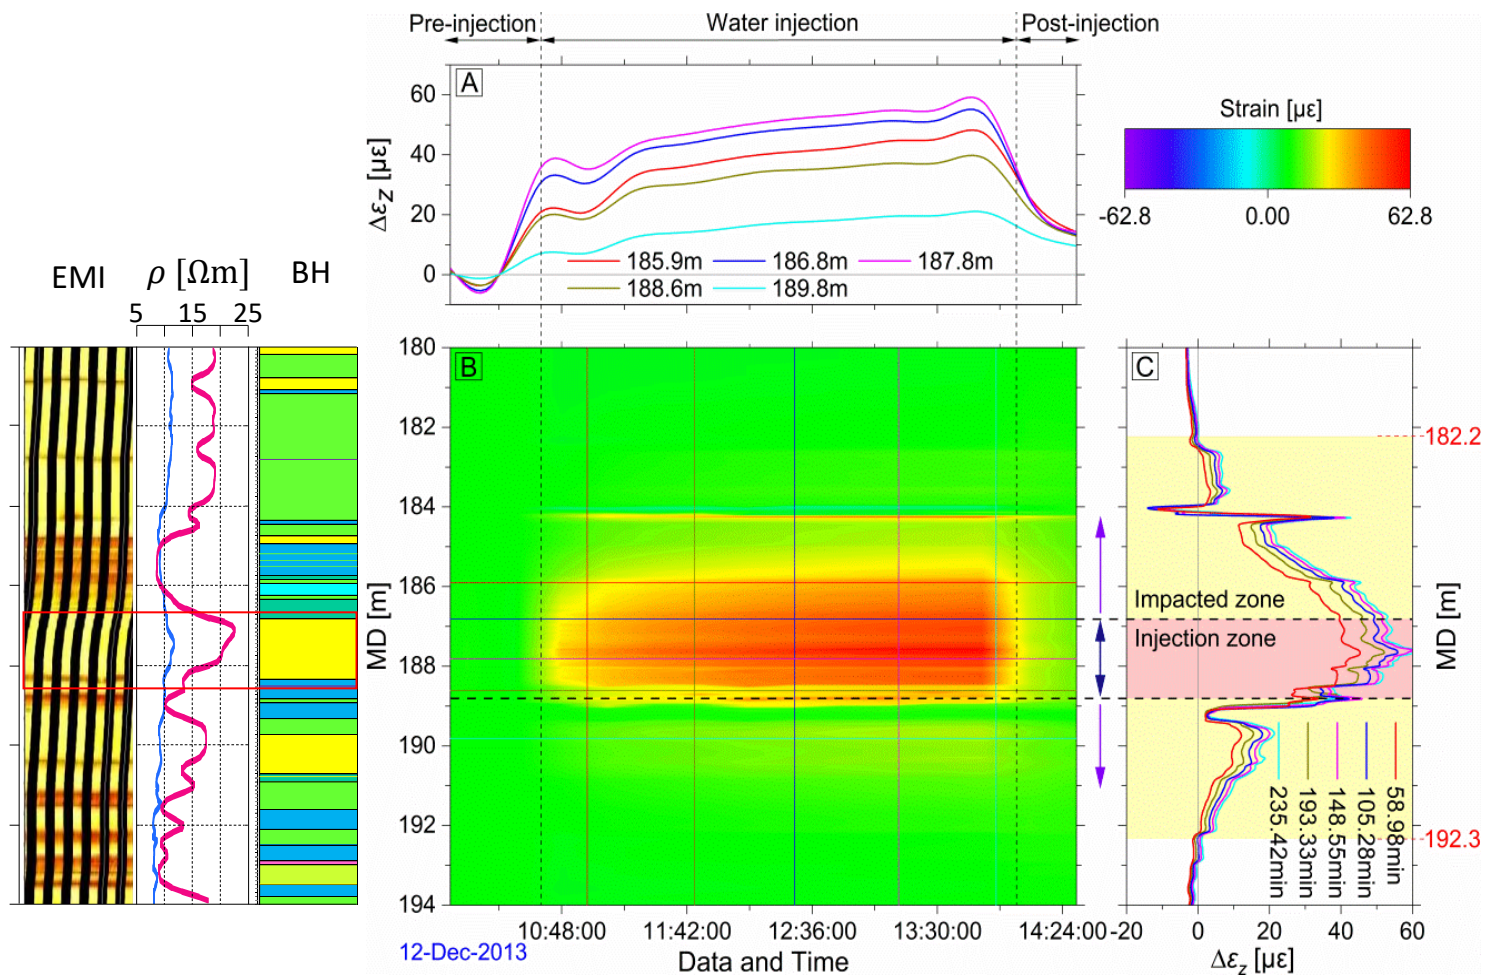 Pre-injection Water injection Post-injection
A
60
40
20
0
Δε_z [με]
185.9m 186.8m 187.8m
188.6m 189.8m
Strain [με]
-62.8 0.00 62.8
EMI ρ [Ωm] BH
5 15 25
B
180
182
184
186
188
190
192
194
MD [m]
10:48:00 11:42:00 12:36:00 13:30:00 14:24:00
12-Dec-2013
Data and Time
C
182.2
Impacted zone
Injection zone
MD [m]
235.42min
193.33min
148.55min
105.28min
58.98min
192.3
-20 0 20 40 60
Δε_z [με]